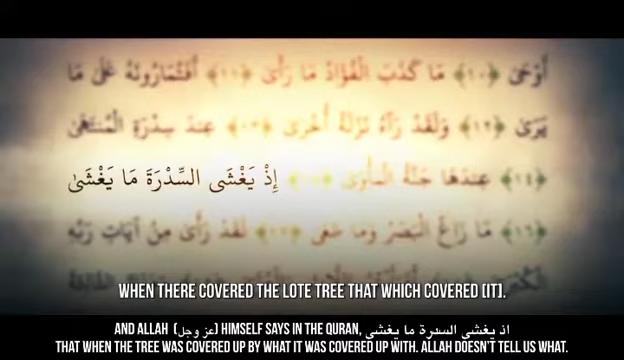 أَوْحَىٰ ﴿١٠﴾ مَا كَذَبَ الْفُؤَادُ مَا رَأَىٰ ﴿١١﴾ أَفَتُمَارُونَهُ عَلَىٰ مَا
يَرَىٰ ﴿١٢﴾ وَلَقَدْ رَآهُ نَزْلَةً أُخْرَىٰ ﴿١٣﴾ عِندَ سِدْرَةِ الْمُنتَهَىٰ
﴿١٤﴾ عِندَهَا جَنَّةُ الْمَأْوَىٰ ﴿١٥﴾ إِذْ يَغْشَى السِّدْرَةَ مَا يَغْشَىٰ
﴿١٦﴾ مَا زَاغَ الْبَصَرُ وَمَا طَغَىٰ ﴿١٧﴾ لَقَدْ رَأَىٰ مِنْ آيَاتِ رَبِّهِ
WHEN THERE COVERED THE LOTE TREE THAT WHICH COVERED [IT].
AND ALLAH (عز وجل) HIMSELF SAYS IN THE QURAN, اذ يغشى السدرة ما يغشى
THAT WHEN THE TREE WAS COVERED UP BY WHAT IT WAS COVERED UP WITH. ALLAH DOESN'T TELL US WHAT.